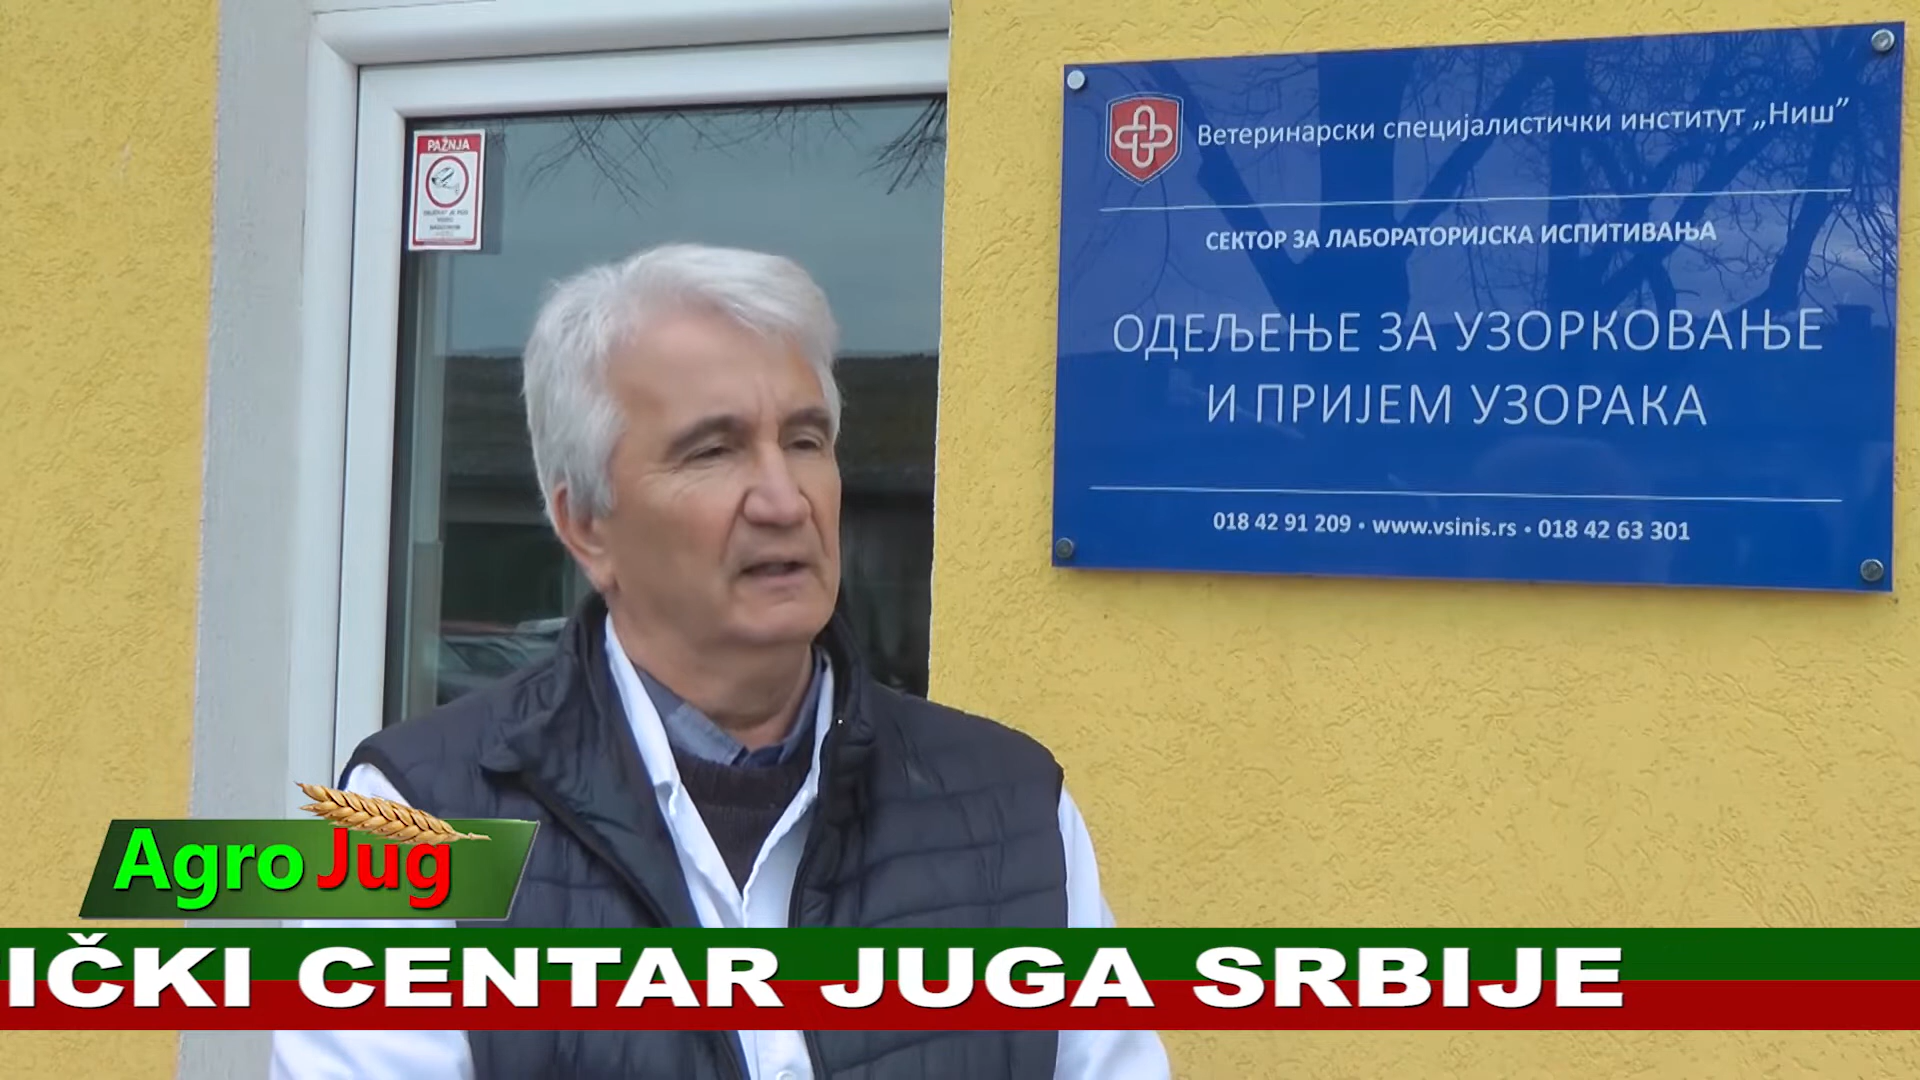 PAŽNJA
Ветеринарски специјалистички институт „Ниш”
СЕКТОР ЗА ЛАБОРАТОРИЈСКА ИСПИТИВАЊА
ОДЕЉЕЊЕ ЗА УЗОРКОВАЊЕ
И ПРИЈЕМ УЗОРАКА
018 42 91 209 • www.vsinis.rs • 018 42 63 301
Agro Jug
IČKI CENTAR JUGA SRBIJE